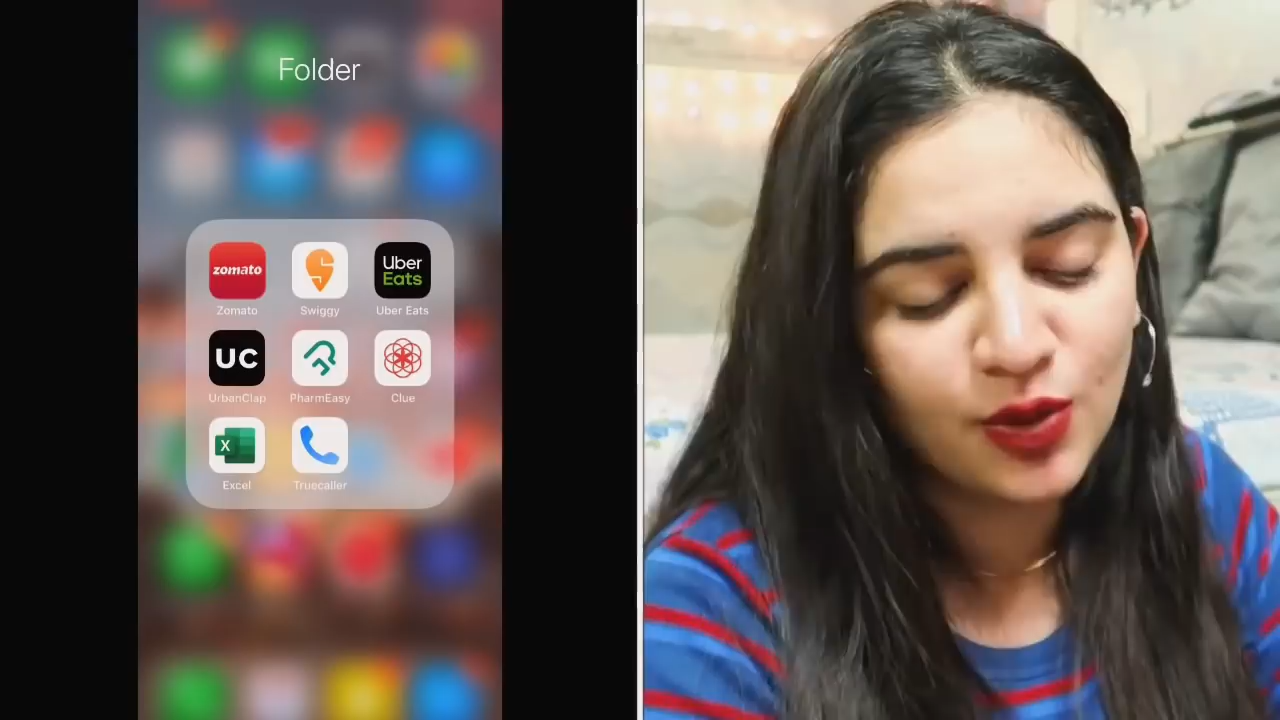 Folder
zomato
Uber
Eats
Zomato
Swiggy
Uber Eats
UC
UrbanClap
PharmEasy
Clue
X
Excel
Truecaller